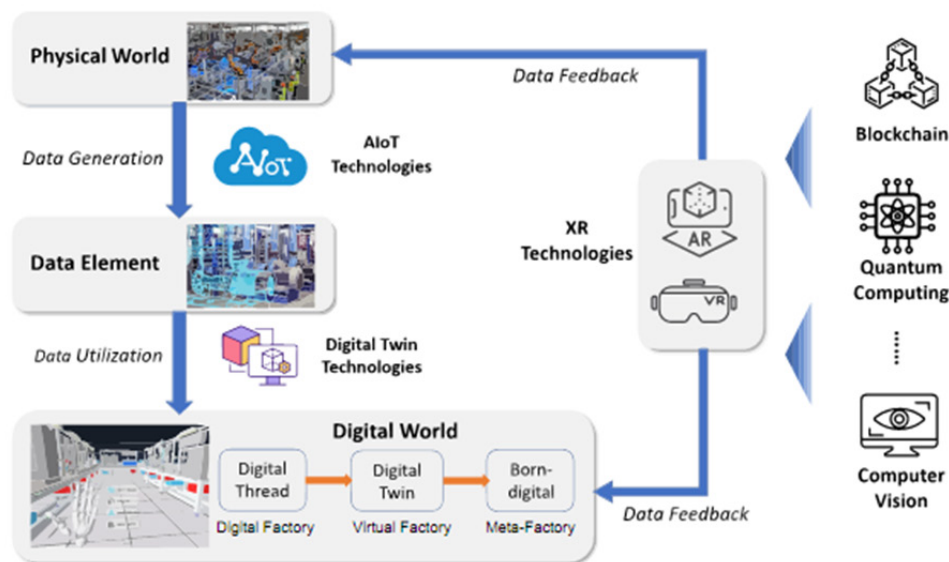 Physical World
Data Feedback
Data Generation
AIoT
AIoT
Technologies
Blockchain
XR
Technologies
AR
VR
Data Element
Quantum
Computing
Data Utilization
Digital Twin
Technologies
Digital World
Digital
Thread
Digital
Twin
Born-
digital
Digital Factory
Virtual Factory
Meta-Factory
Data Feedback
Computer
Vision